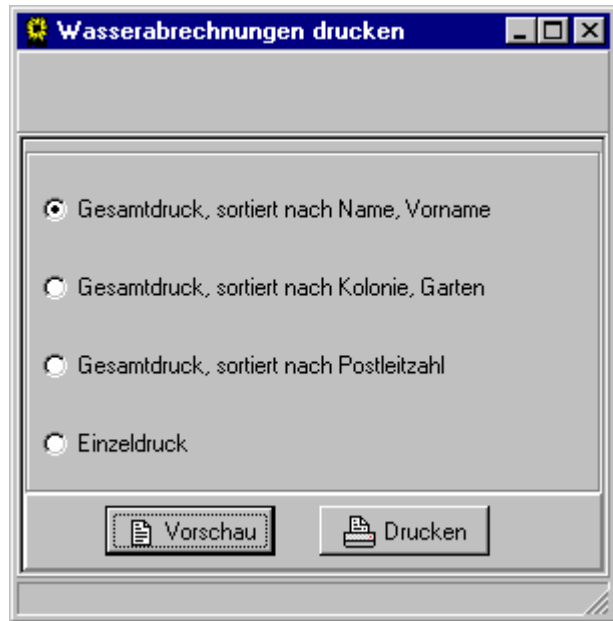 Wasserabrechnungen drucken
Gesamtdruck, sortiert nach Name, Vorname
Gesamtdruck, sortiert nach Kolonie, Garten
Gesamtdruck, sortiert nach Postleitzahl
Einzeldruck
Vorschau
Drucken